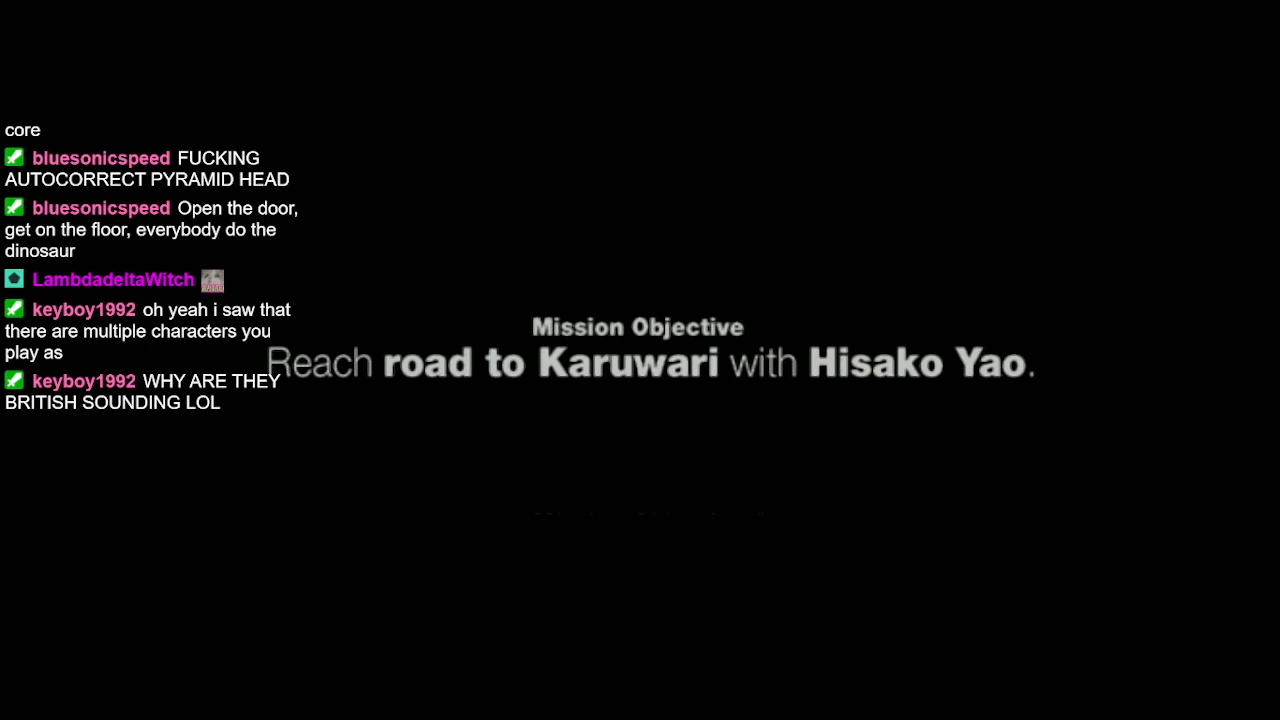 core
bluesonicspeed FUCKING
AUTOCORRECT PYRAMID HEAD
bluesonicspeed Open the door,
get on the floor, everybody do the
dinosaur
LambdadeltaWitch
keyboy1992 oh yeah i saw that
there are multiple characters you
play as
keyboy1992 WHY ARE THEY
BRITISH SOUNDING LOL
Mission Objective
Reach road to Karuwari with Hisako Yao.